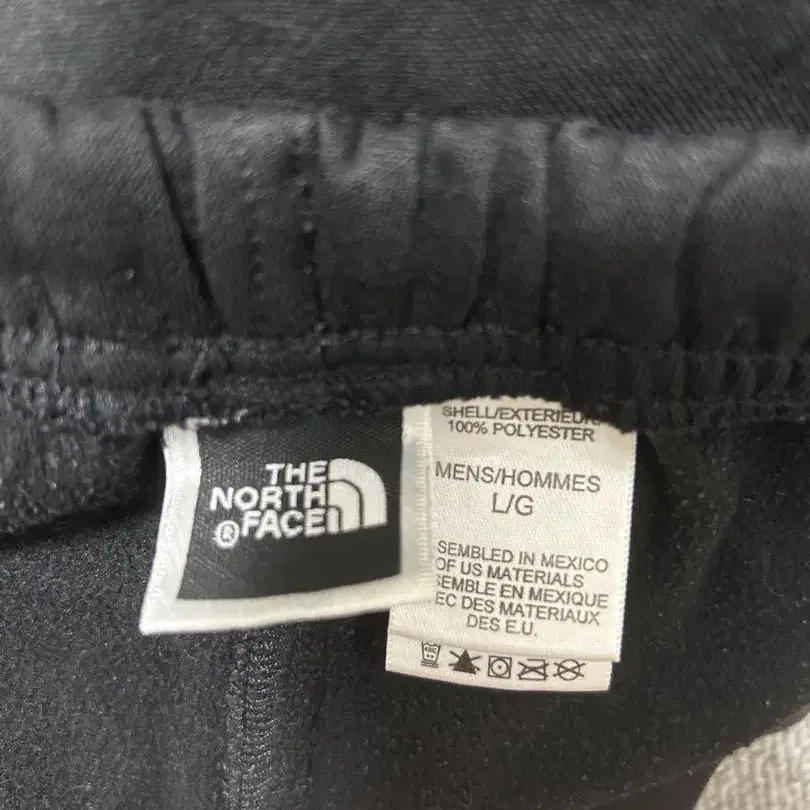 THE
NORTH
® FACE
SHELL/EXTERIEUR
100% POLYESTER
MENS/HOMMES
L/G
SEMBLED IN MEXICO
OF US MATERIALS
SEMBLE EN MEXIQUE
EC DES MATERIAUX
DES E.U.